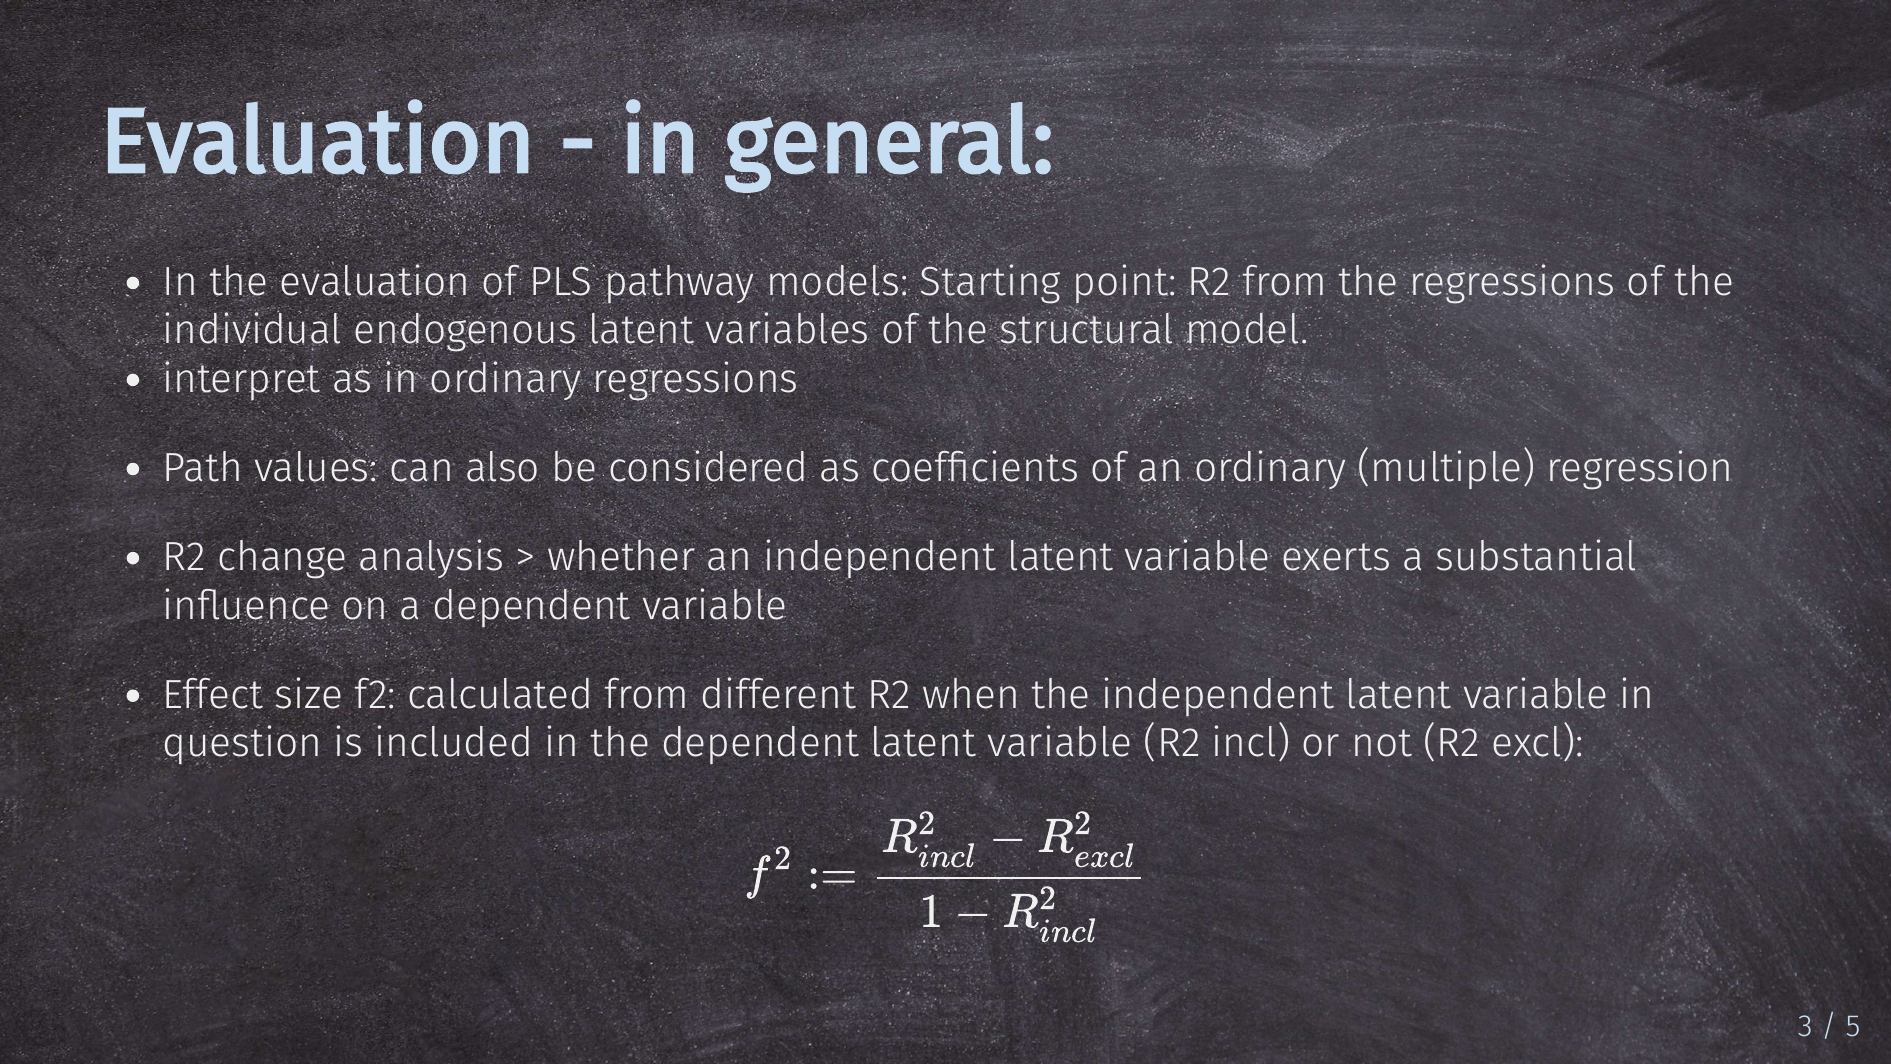 Evaluation - in general:
• In the evaluation of PLS pathway models: Starting point: R2 from the regressions of the
individual endogenous latent variables of the structural model.
• interpret as in ordinary regressions
• Path values: can also be considered as coefficients of an ordinary (multiple) regression
• R2 change analysis > whether an independent latent variable exerts a substantial
influence on a dependent variable
• Effect size f2: calculated from different R2 when the independent latent variable in
question is included in the dependent latent variable (R2 incl) or not (R2 excl):
$f^2 := \frac{R^2_{incl} - R^2_{excl}}{1 - R^2_{incl}}$
3 / 5